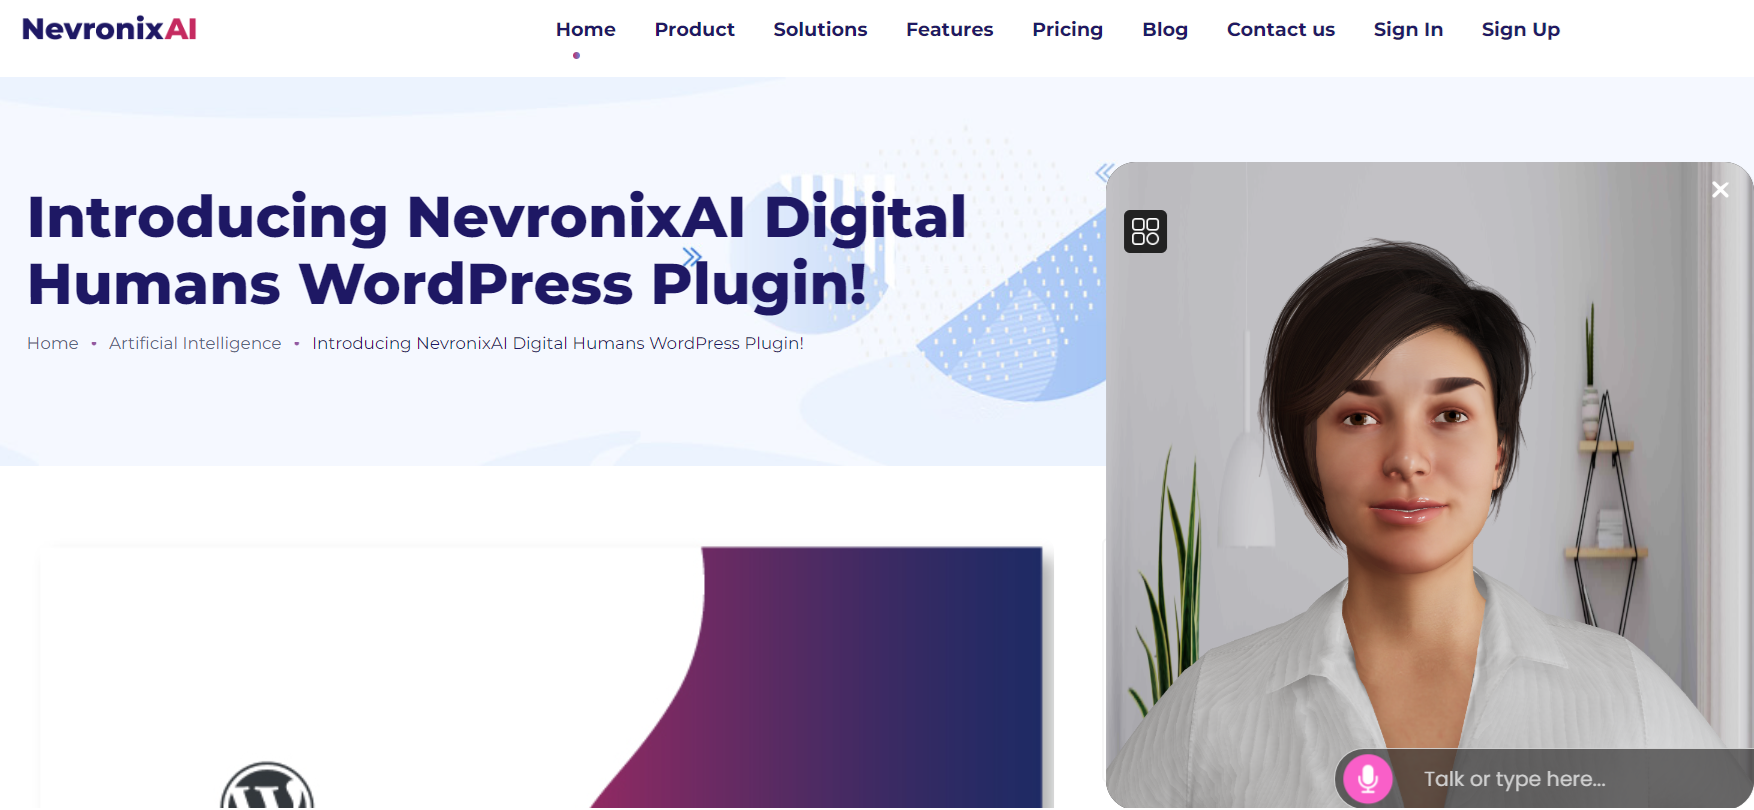 NevronixAI
Home Product Solutions Features Pricing Blog Contact us Sign In Sign Up
Introducing NevronixAI Digital
Humans WordPress Plugin!
Home • Artificial Intelligence • Introducing NevronixAI Digital Humans WordPress Plugin!
Talk or type here...